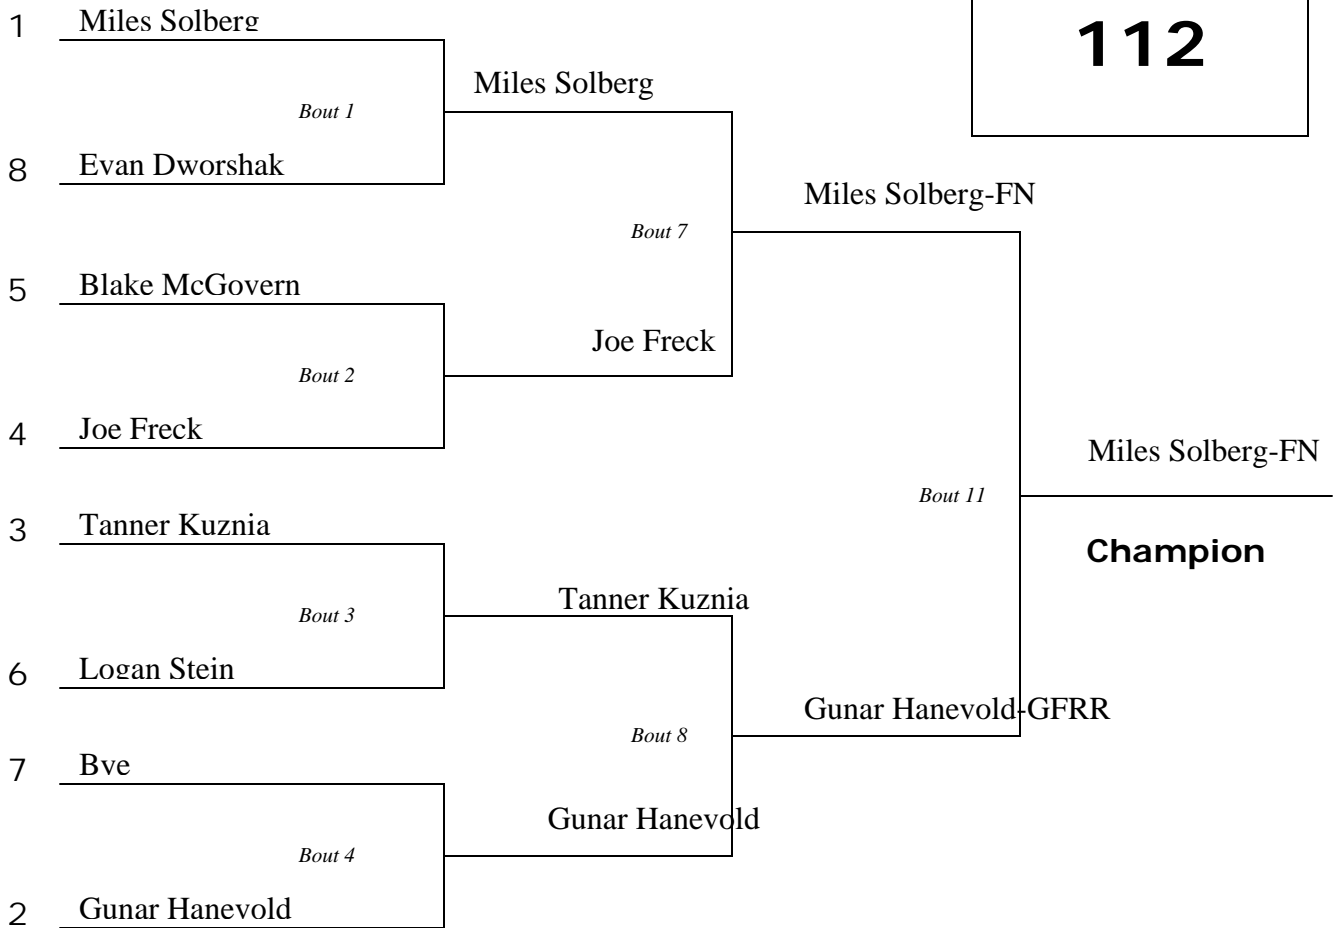 112
1 Miles Solberg
Miles Solberg
Bout 1
8 Evan Dworshak
Miles Solberg-FN
Bout 7
5 Blake McGovern
Joe Freck
Bout 2
4 Joe Freck
Miles Solberg-FN
Bout 11
Champion
3 Tanner Kuznia
Tanner Kuznia
Bout 3
6 Logan Stein
Gunar Hanevold-GFRR
Bout 8
7 Bye
Gunar Hanevold
Bout 4
2 Gunar Hanevold